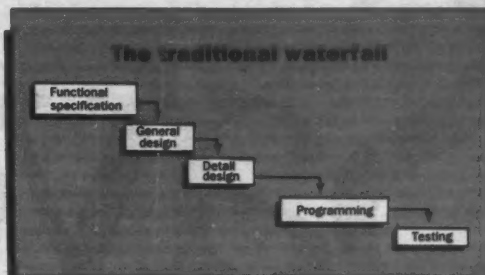 The traditional waterfall
Functional
specification
General
design
Detail
design
Programming
Testing